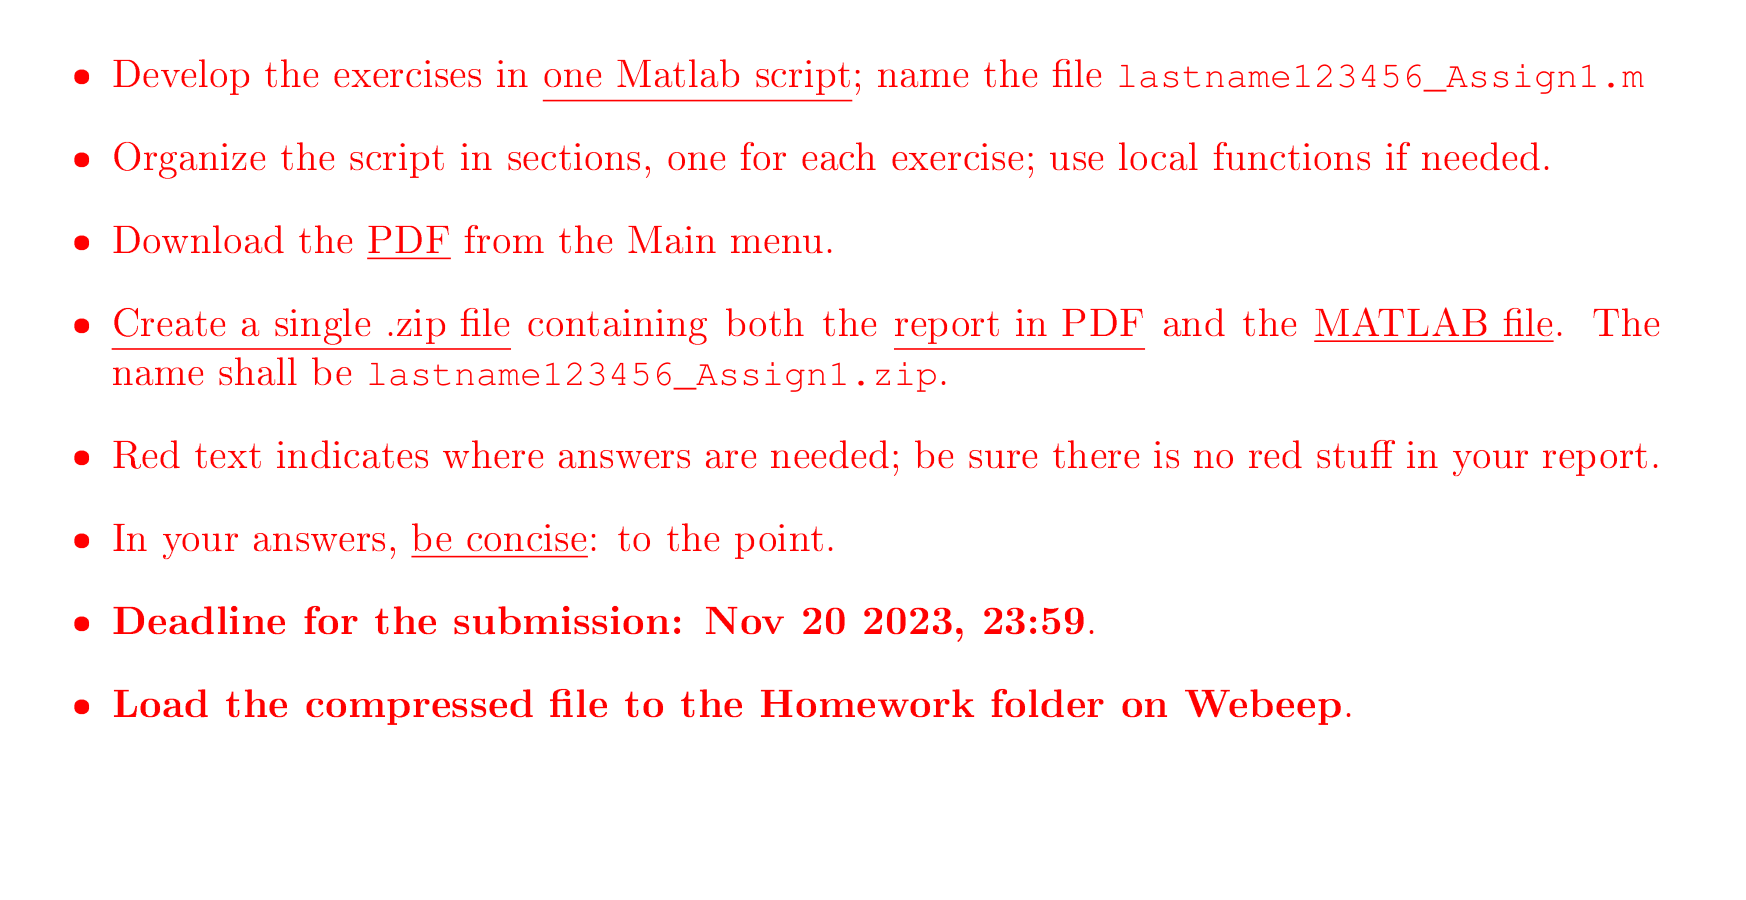 • Develop the exercises in one Matlab script; name the file lastname123456_Assign1.m
• Organize the script in sections, one for each exercise; use local functions if needed.
• Download the PDF from the Main menu.
• Create a single .zip file containing both the report in PDF and the MATLAB file. The
name shall be lastname123456_Assign1.zip.
• Red text indicates where answers are needed; be sure there is no red stuff in your report.
• In your answers, be concise: to the point.
• Deadline for the submission: Nov 20 2023, 23:59.
• Load the compressed file to the Homework folder on Webeep.